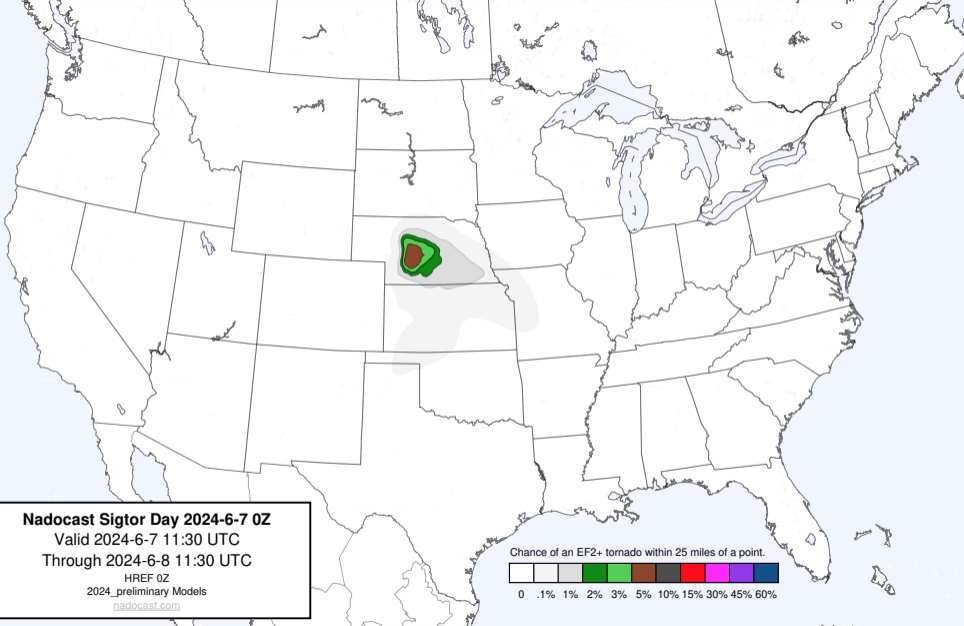 Nadocast Sigtor Day 2024-6-7 0Z
Valid 2024-6-7 11:30 UTC
Through 2024-6-8 11:30 UTC
HREF 0Z
2024_preliminary Models
nadocast.com
Chance of an EF2+ tornado within 25 miles of a point.
0 .1% 1% 2% 3% 5% 10% 15% 30% 45% 60%